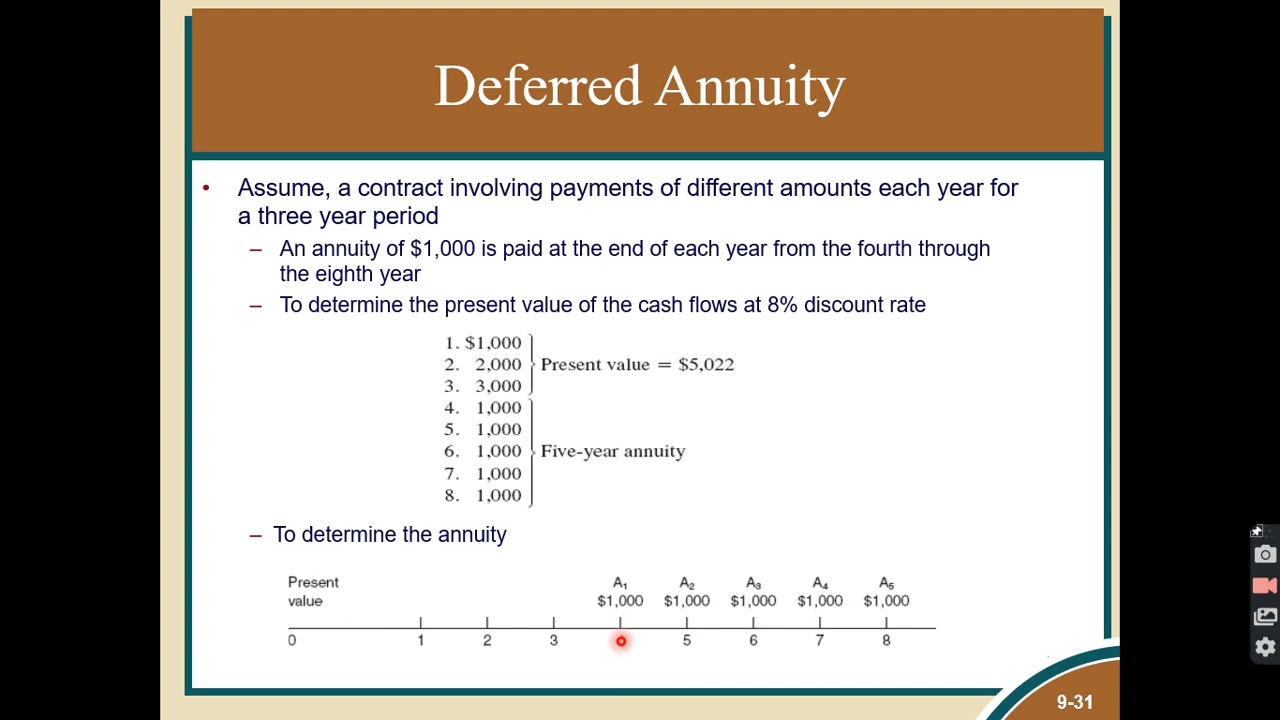 Deferred Annuity
• Assume, a contract involving payments of different amounts each year for
a three year period
– An annuity of $1,000 is paid at the end of each year from the fourth through
the eighth year
– To determine the present value of the cash flows at 8% discount rate
1. $1,000
2. 2,000 Present value = $5,022
3. 3,000
4. 1,000
5. 1,000
6. 1,000 Five-year annuity
7. 1,000
8. 1,000
– To determine the annuity
Present A₁ A₂ A₃ A₄ A₅
value $1,000 $1,000 $1,000 $1,000 $1,000
0 1 2 3 5 6 7 8
9-31